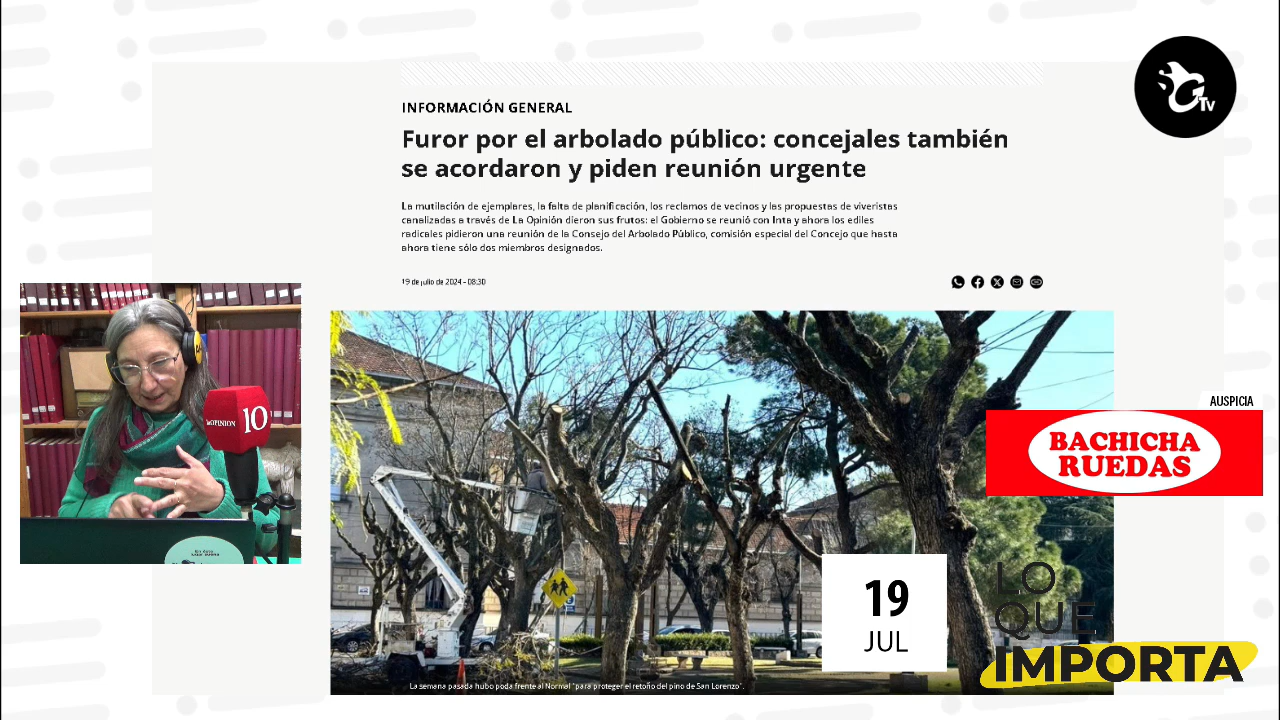 INFORMACIÓN GENERAL
Furor por el arbolado público: concejales también
se acordaron y piden reunión urgente
La mutilación de ejemplares, la falta de planificación, los reclamos de vecinos y las propuestas de viveristas
canalizadas a través de La Opinión dieron sus frutos: el Gobierno se reunió con Inta y ahora los ediles
radicales pidieron una reunión de la Consejo del Arbolado Público, comisión especial del Concejo que hasta
ahora tiene sólo dos miembros designados.
19 de julio de 2024 - 08:30
GTV
LA OPINION
10
AUSPICIA
BACHICHA
RUEDAS
19
JUL
LO
QUE
IMPORTA
La semana pasada hubo poda frente al Normal "para proteger el retoño del pino de San Lorenzo".